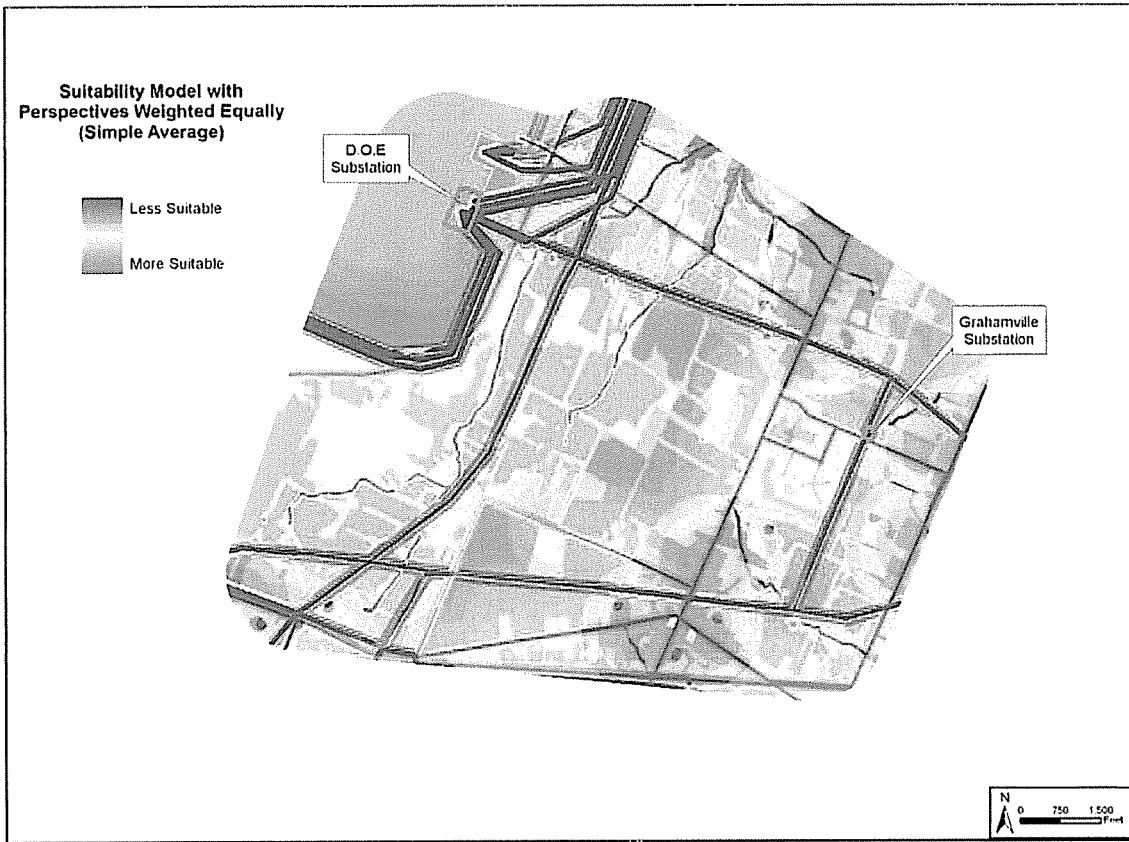 Suitability Model with
Perspectives Weighted Equally
(Simple Average)
Less Suitable
More Suitable
D.O.E
Substation
Grahamville
Substation
N
0 750 1,500
Feet